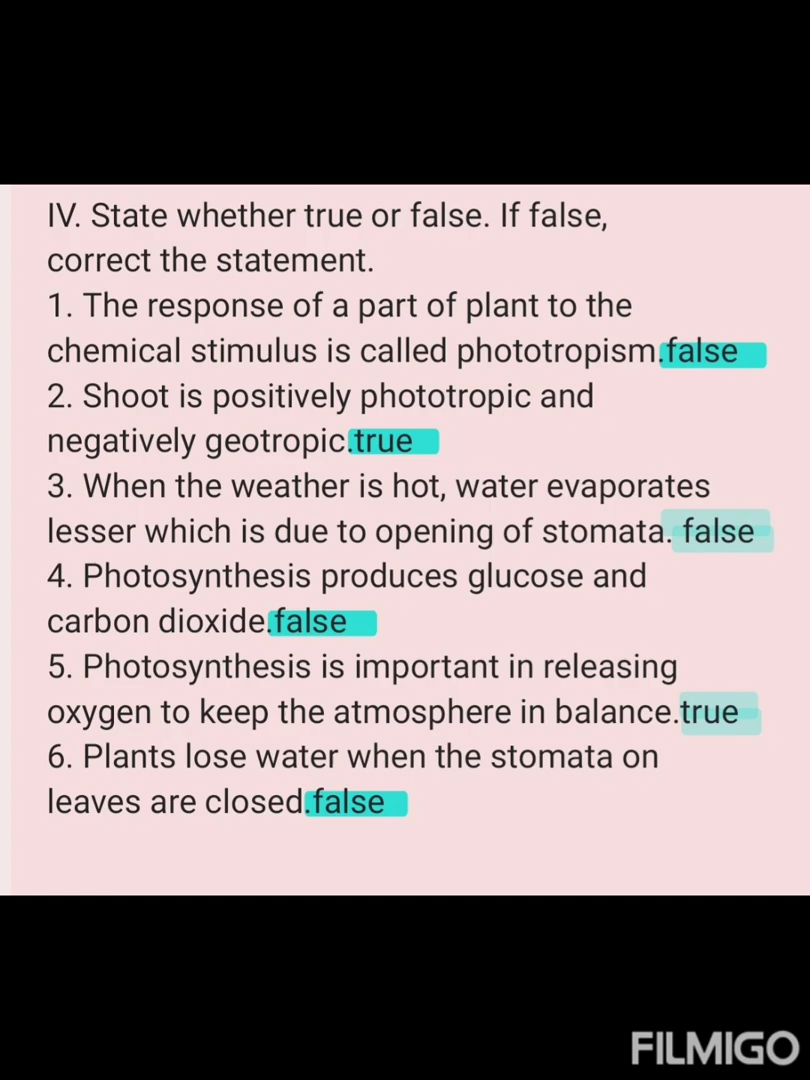 IV. State whether true or false. If false,
correct the statement.
1. The response of a part of plant to the
chemical stimulus is called phototropism.false
2. Shoot is positively phototropic and
negatively geotropic.true
3. When the weather is hot, water evaporates
lesser which is due to opening of stomata. false
4. Photosynthesis produces glucose and
carbon dioxide.false
5. Photosynthesis is important in releasing
oxygen to keep the atmosphere in balance.true
6. Plants lose water when the stomata on
leaves are closed.false
FILMIGO